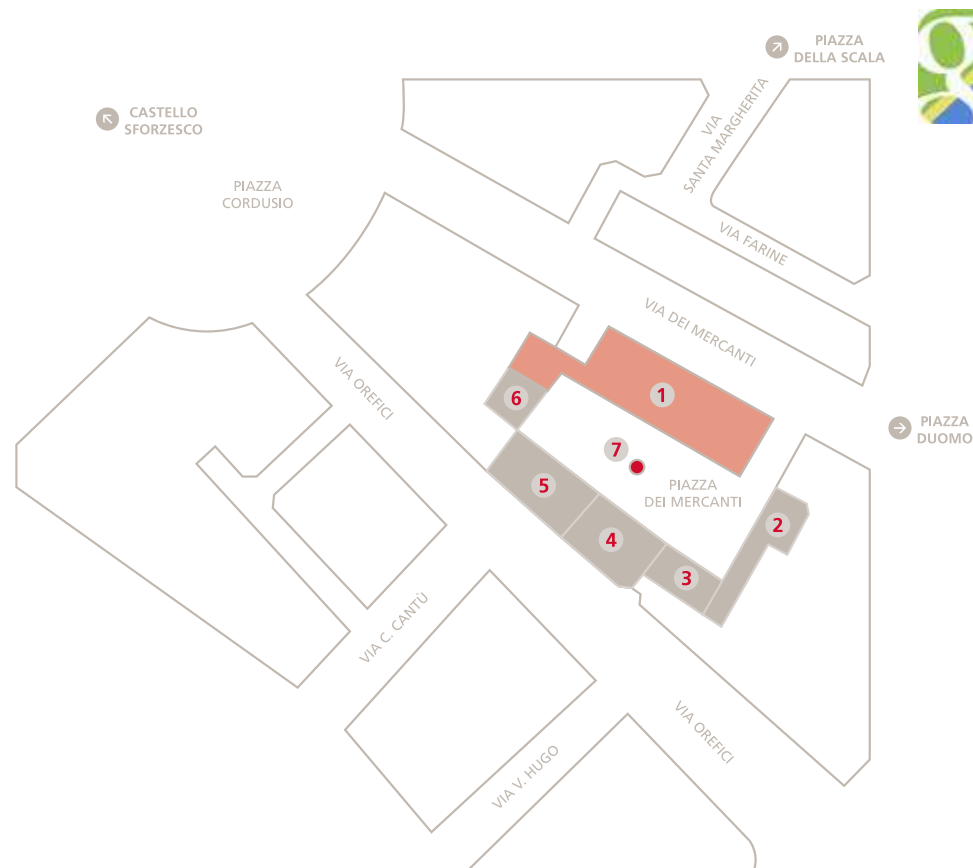 PIAZZA
DELLA SCALA
CASTELLO
SFORZESCO
VIA
SANTA MARGHERITA
PIAZZA
CORDUSIO
VIA FARINE
VIA DEI MERCANTI
VIA OREFICI
1
6
PIAZZA
DUOMO
7
5
PIAZZA
DEI MERCANTI
2
4
3
VIA C. CANTÙ
VIA OREFICI
VIA V. HUGO
g